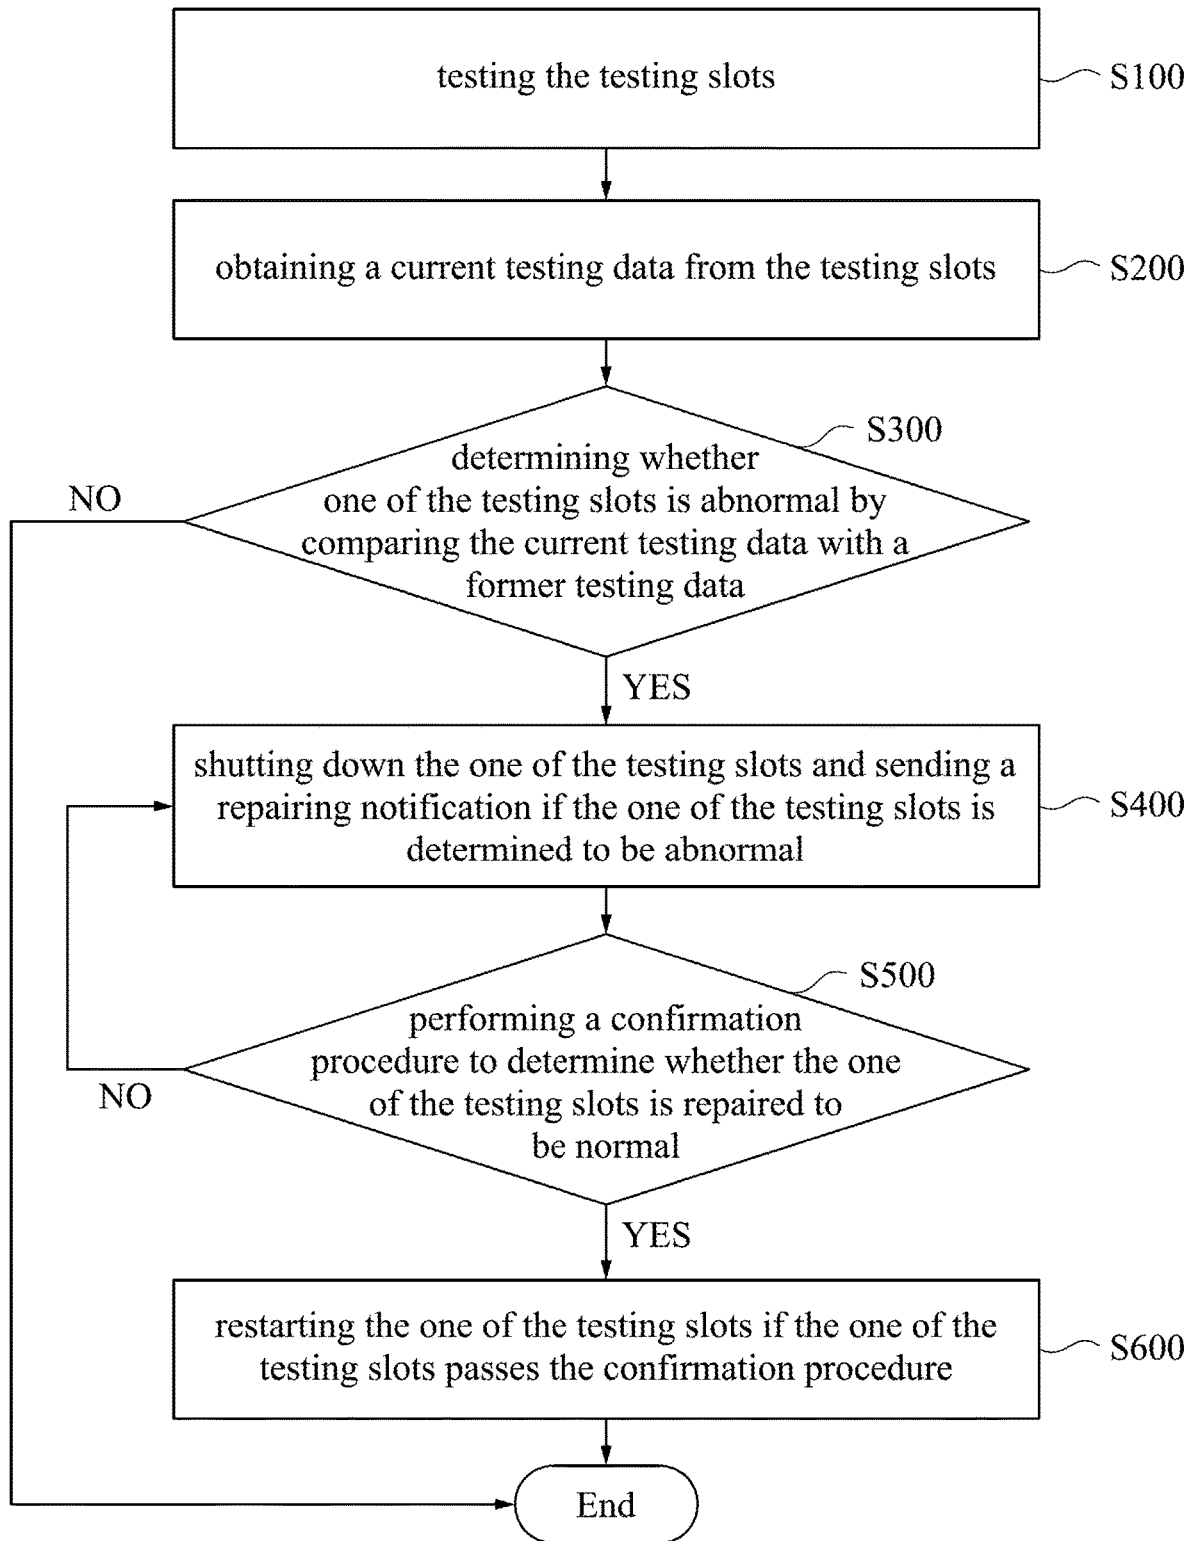 testing the testing slots
S100
obtaining a current testing data from the testing slots
S200
S300
determining whether
one of the testing slots is abnormal by
comparing the current testing data with a
former testing data
NO
YES
shutting down the one of the testing slots and sending a
repairing notification if the one of the testing slots is
determined to be abnormal
S400
S500
performing a confirmation
procedure to determine whether the one
of the testing slots is repaired to
be normal
NO
YES
restarting the one of the testing slots if the one of the
testing slots passes the confirmation procedure
S600
End